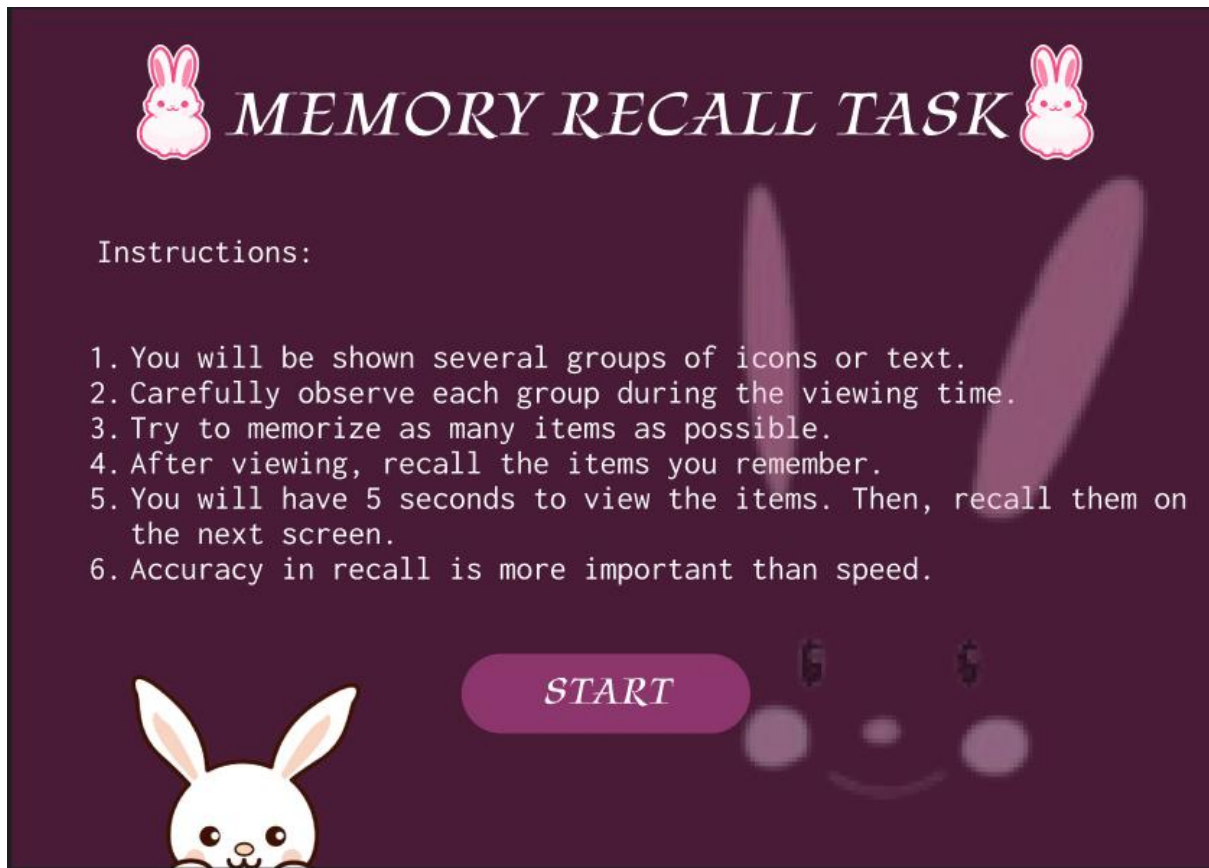 MEMORY RECALL TASK
Instructions:
1. You will be shown several groups of icons or text.
2. Carefully observe each group during the viewing time.
3. Try to memorize as many items as possible.
4. After viewing, recall the items you remember.
5. You will have 5 seconds to view the items. Then, recall them on
the next screen.
6. Accuracy in recall is more important than speed.
START